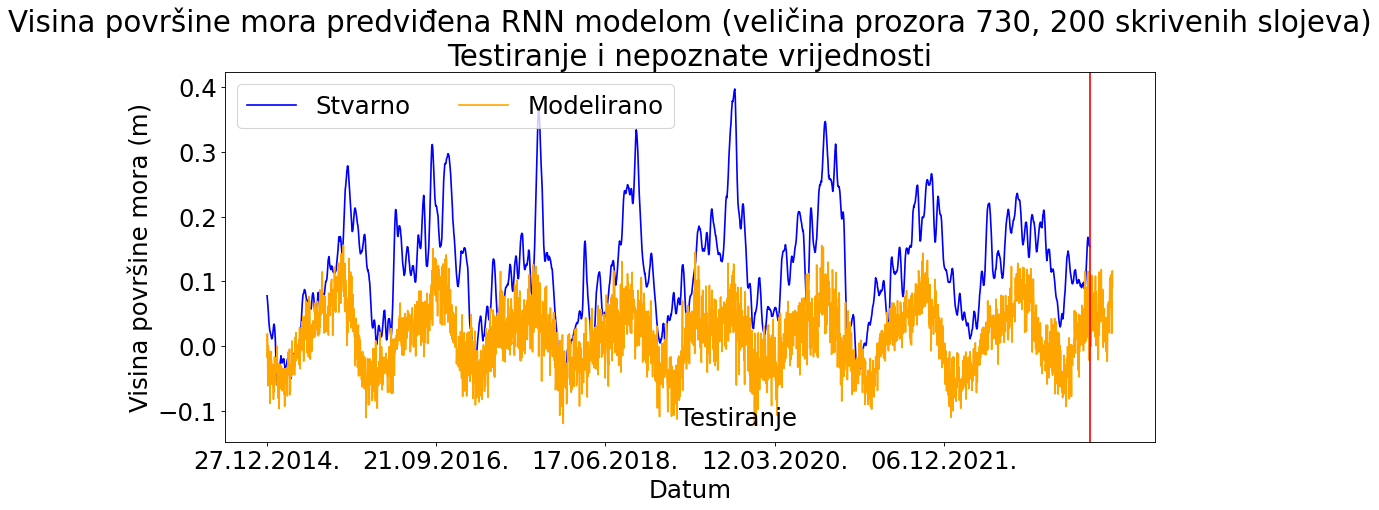 Visina površine mora predviđena RNN modelom (veličina prozora 730, 200 skrivenih slojeva)
Testiranje i nepoznate vrijednosti
Stvarno
Modelirano
Visina površine mora (m)
0.4
0.3
0.2
0.1
0.0
−0.1
Testiranje
27.12.2014.
21.09.2016.
17.06.2018.
12.03.2020.
06.12.2021.
Datum